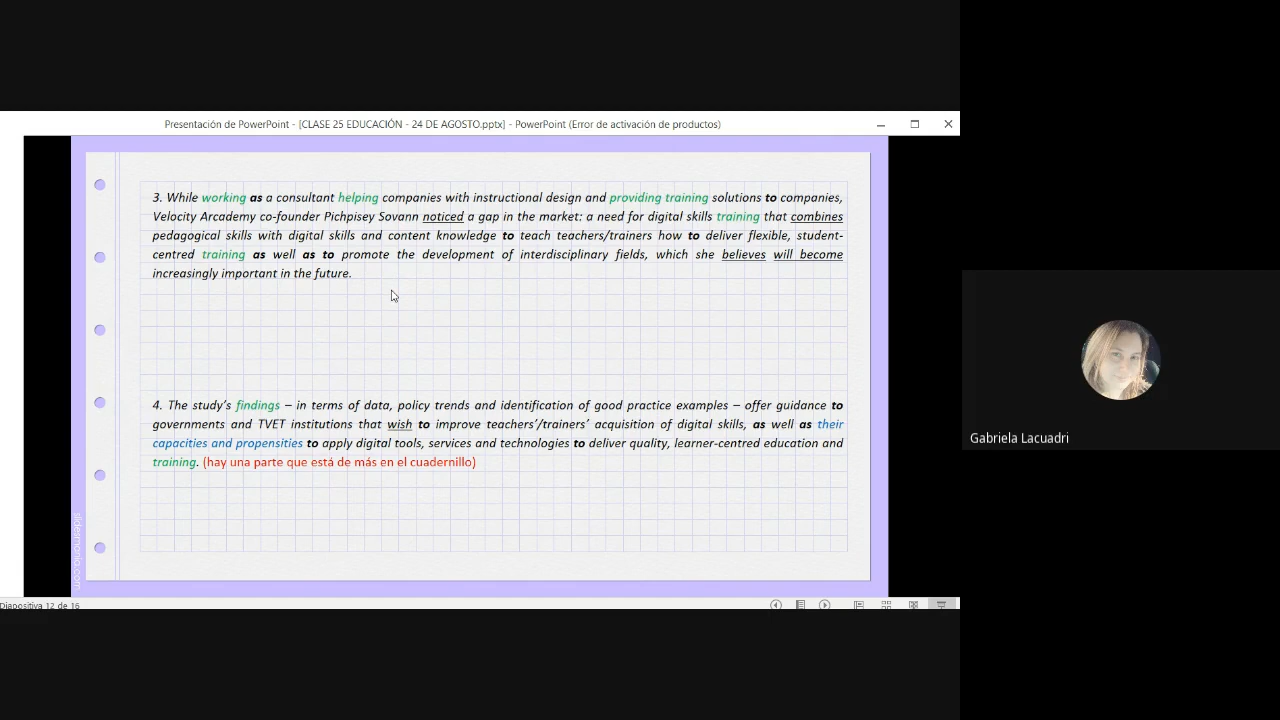 Presentación de PowerPoint - [CLASE 25 EDUCACIÓN - 24 DE AGOSTO.pptx] - PowerPoint (Error de activación de productos)
3. While working as a consultant helping companies with instructional design and providing training solutions to companies,
Velocity Arcademy co-founder Pichpisey Sovann noticed a gap in the market: a need for digital skills training that combines
pedagogical skills with digital skills and content knowledge to teach teachers/trainers how to deliver flexible, student-
centred training as well as to promote the development of interdisciplinary fields, which she believes will become
increasingly important in the future.
4. The study's findings – in terms of data, policy trends and identification of good practice examples – offer guidance to
governments and TVET institutions that wish to improve teachers'/trainers' acquisition of digital skills, as well as their
capacities and propensities to apply digital tools, services and technologies to deliver quality, learner-centred education and
training. (hay una parte que está de más en el cuadernillo)
slidesmania.com
Diapositiva 12 de 16
Gabriela Lacuadri